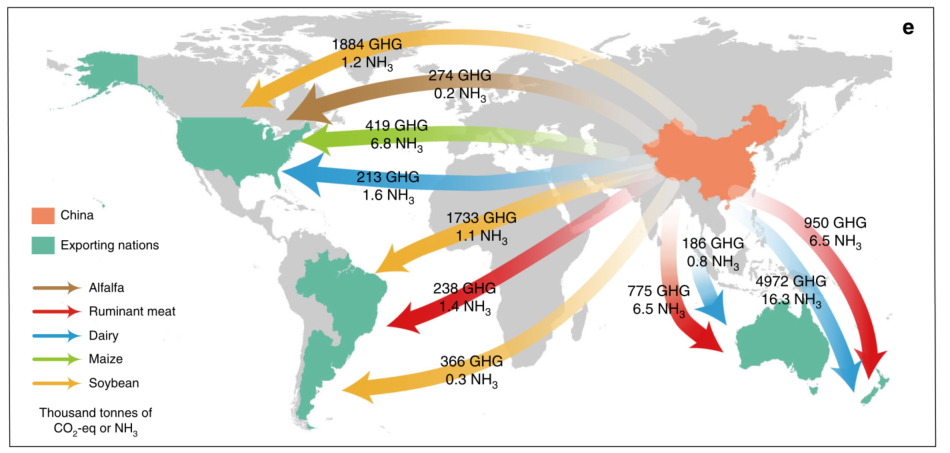 e
1884 GHG
1.2 NH₃
274 GHG
0.2 NH₃
419 GHG
6.8 NH₃
213 GHG
1.6 NH₃
1733 GHG
1.1 NH₃
238 GHG
1.4 NH₃
366 GHG
0.3 NH₃
950 GHG
6.5 NH₃
186 GHG
0.8 NH₃
4972 GHG
16.3 NH₃
775 GHG
6.5 NH₃
China
Exporting nations
Alfalfa
Ruminant meat
Dairy
Maize
Soybean
Thousand tonnes of
CO₂-eq or NH₃